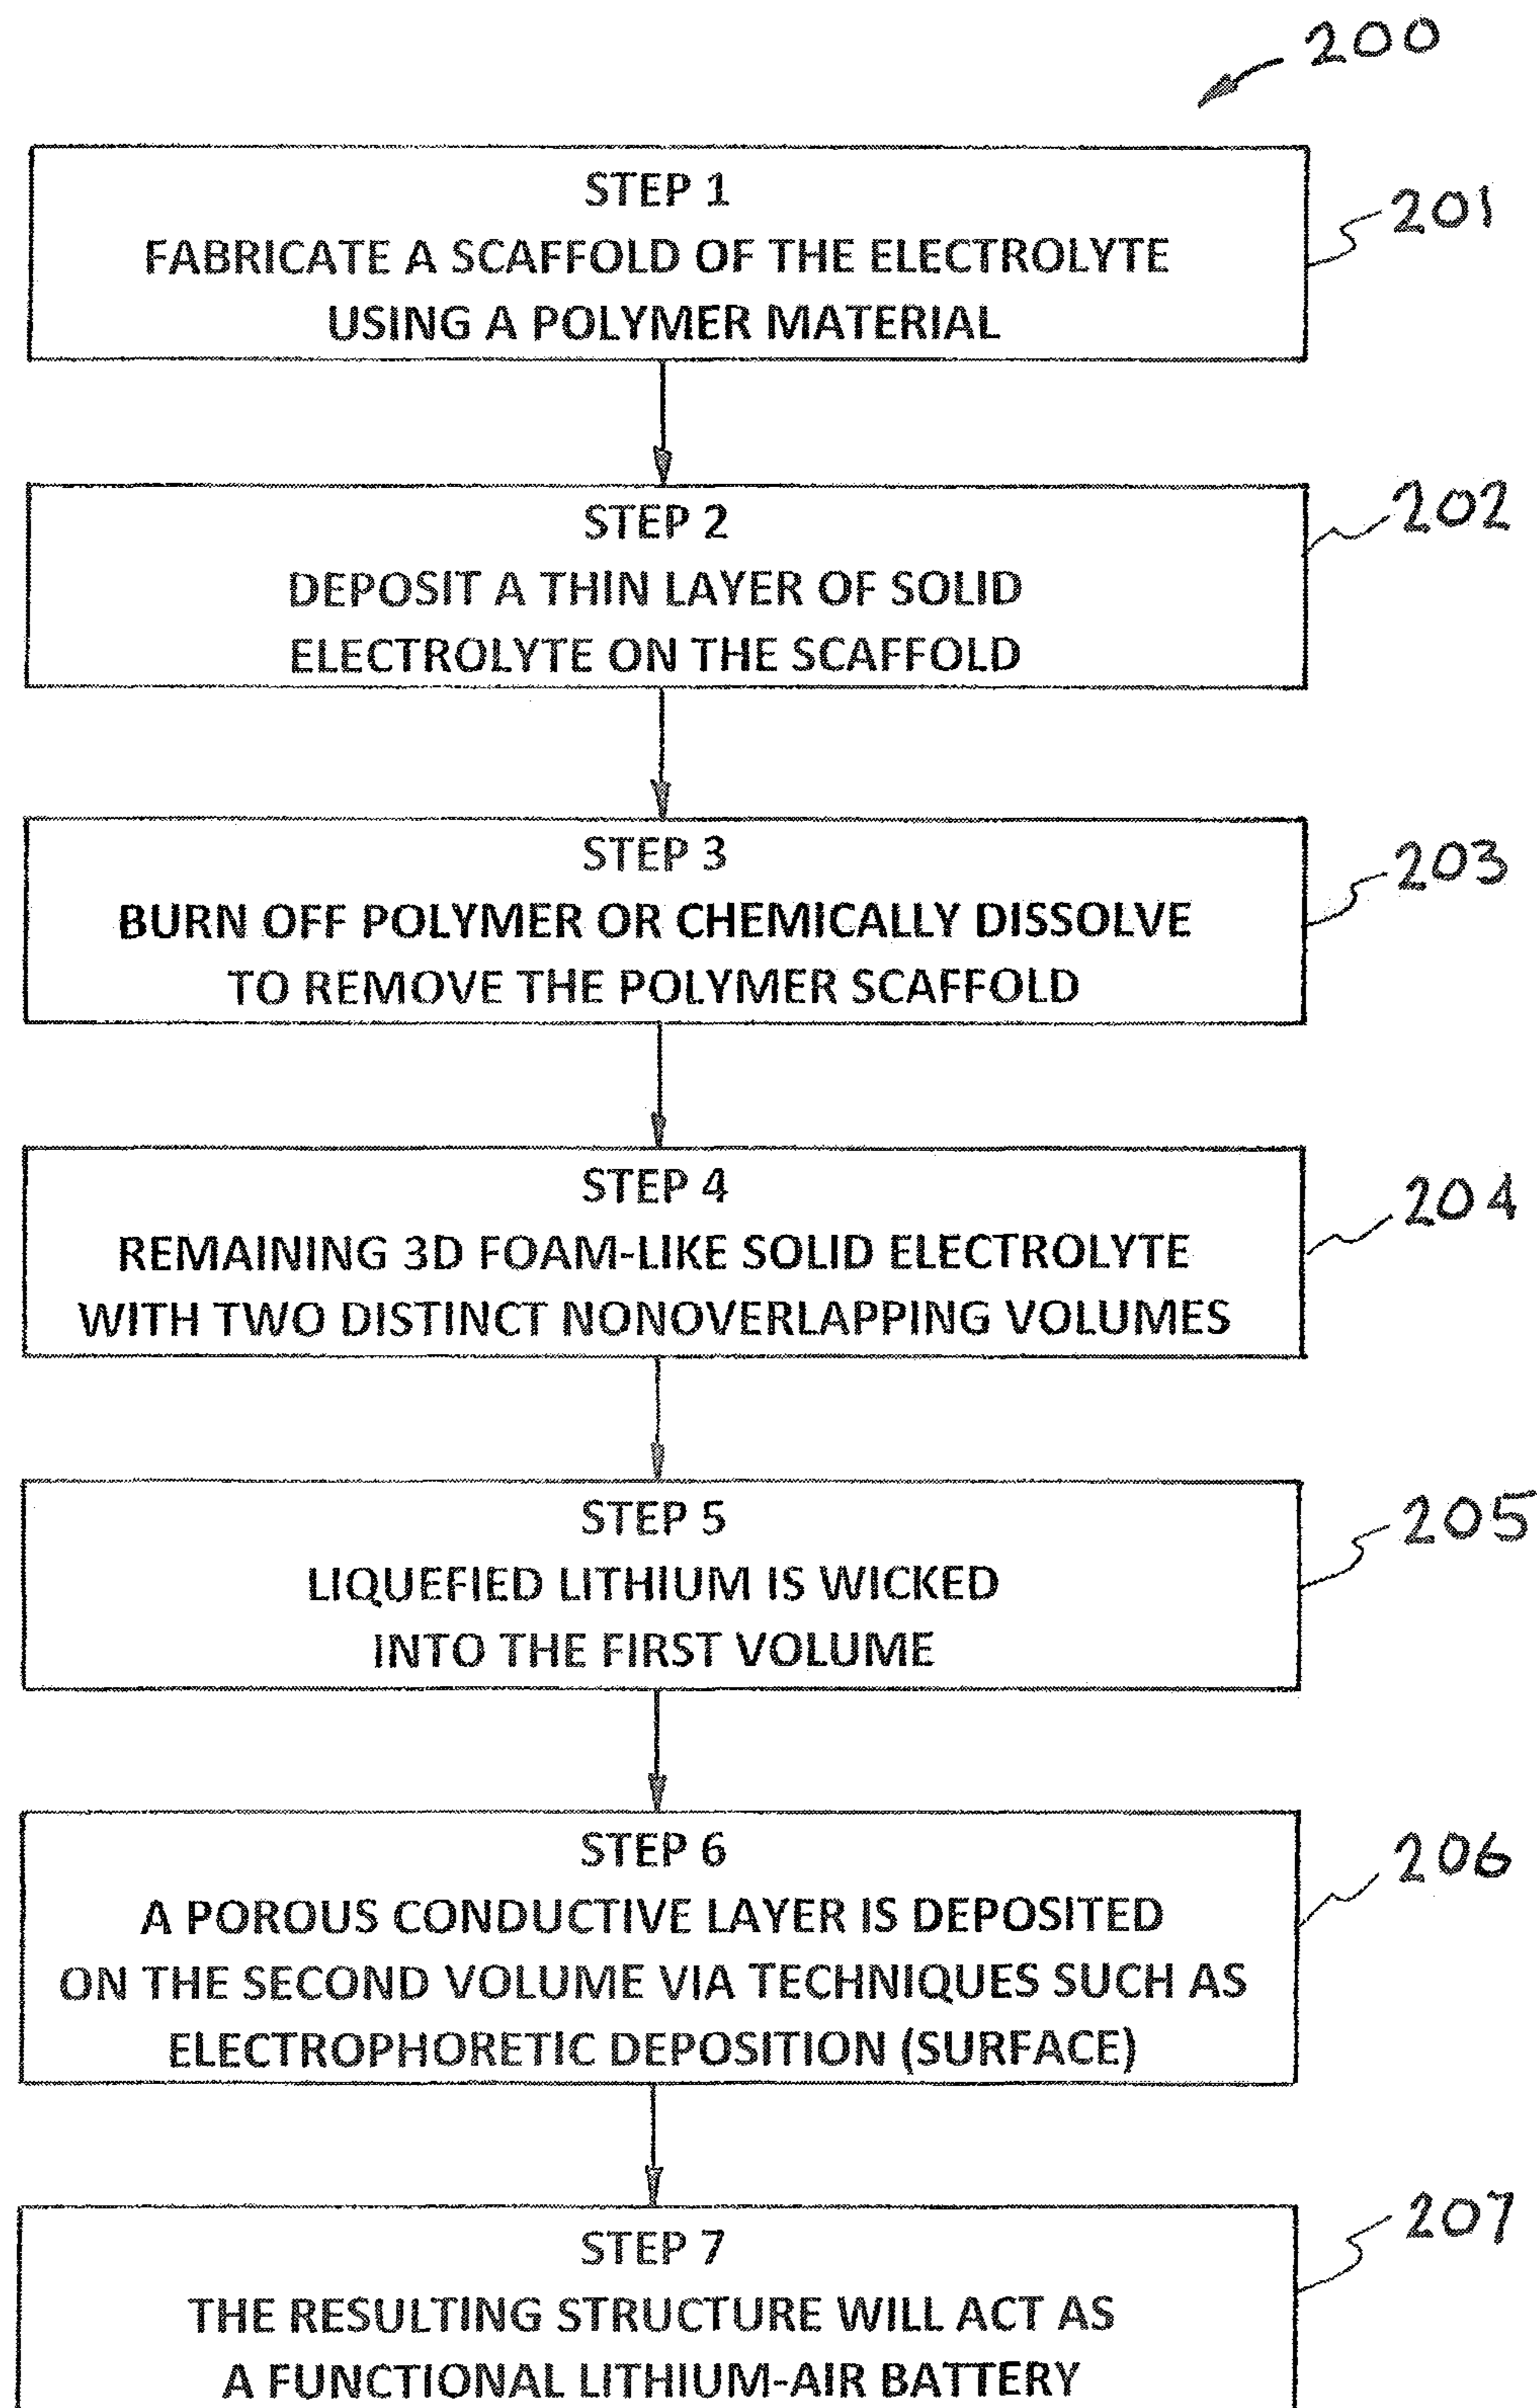 200
STEP 1
FABRICATE A SCAFFOLD OF THE ELECTROLYTE
USING A POLYMER MATERIAL
201
STEP 2
DEPOSIT A THIN LAYER OF SOLID
ELECTROLYTE ON THE SCAFFOLD
202
STEP 3
BURN OFF POLYMER OR CHEMICALLY DISSOLVE
TO REMOVE THE POLYMER SCAFFOLD
203
STEP 4
REMAINING 3D FOAM-LIKE SOLID ELECTROLYTE
WITH TWO DISTINCT NONOVERLAPPING VOLUMES
204
STEP 5
LIQUEFIED LITHIUM IS WICKED
INTO THE FIRST VOLUME
205
STEP 6
A POROUS CONDUCTIVE LAYER IS DEPOSITED
ON THE SECOND VOLUME VIA TECHNIQUES SUCH AS
ELECTROPHORETIC DEPOSITION (SURFACE)
206
STEP 7
THE RESULTING STRUCTURE WILL ACT AS
A FUNCTIONAL LITHIUM-AIR BATTERY
207